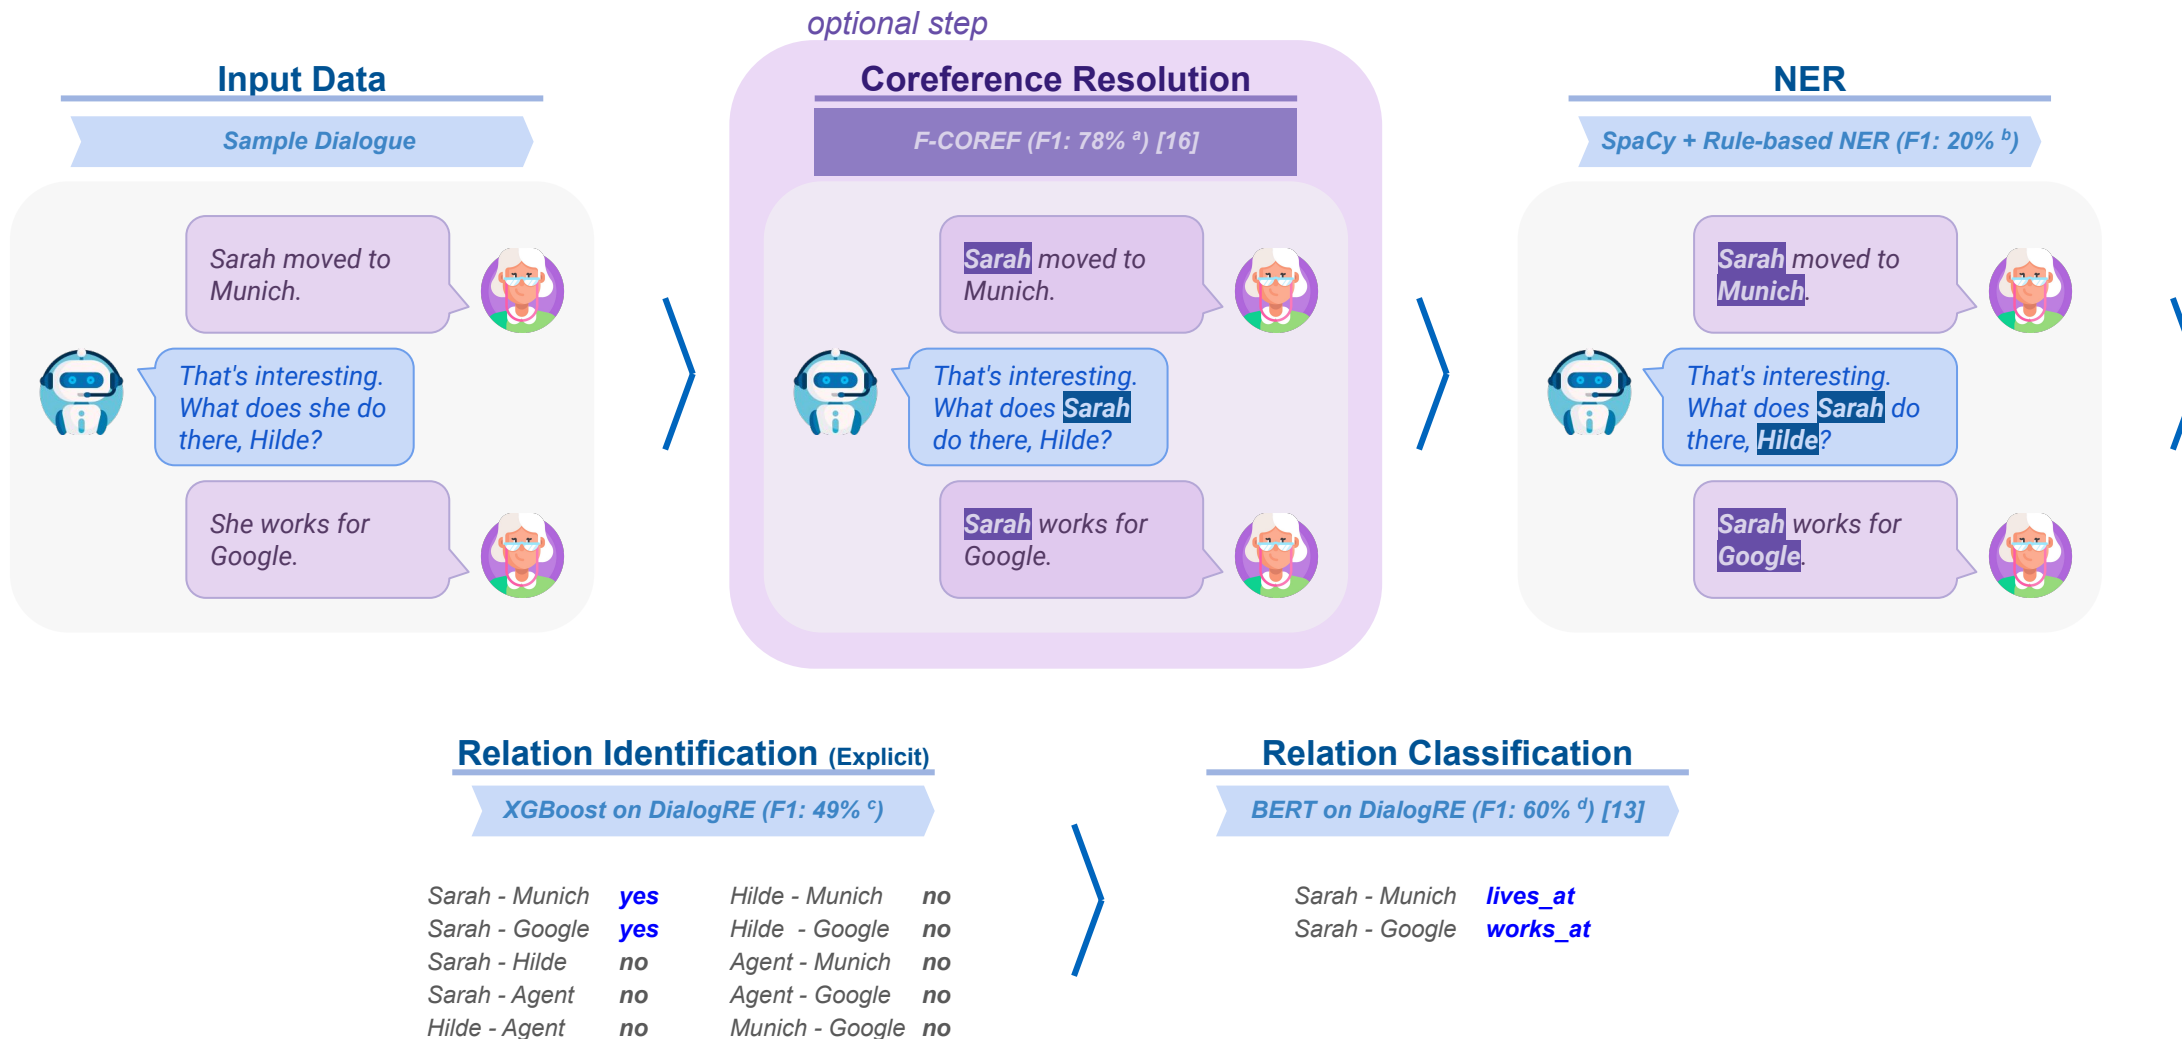 optional step
Input Data
Sample Dialogue
Sarah moved to
Munich.
That's interesting.
What does she do
there, Hilde?
She works for
Google.
Coreference Resolution
F-COREF (F1: 78% ᵃ) [16]
Sarah moved to
Munich.
That's interesting.
What does Sarah
do there, Hilde?
Sarah works for
Google.
NER
SpaCy + Rule-based NER (F1: 20% ᵇ)
Sarah moved to
Munich.
That's interesting.
What does Sarah do
there, Hilde?
Sarah works for
Google.
Relation Identification (Explicit)
XGBoost on DialogRE (F1: 49% ᶜ)
Sarah - Munich yes
Sarah - Google yes
Sarah - Hilde no
Sarah - Agent no
Hilde - Agent no
Hilde - Munich no
Hilde - Google no
Agent - Munich no
Agent - Google no
Munich - Google no
Relation Classification
BERT on DialogRE (F1: 60% ᵈ) [13]
Sarah - Munich lives_at
Sarah - Google works_at